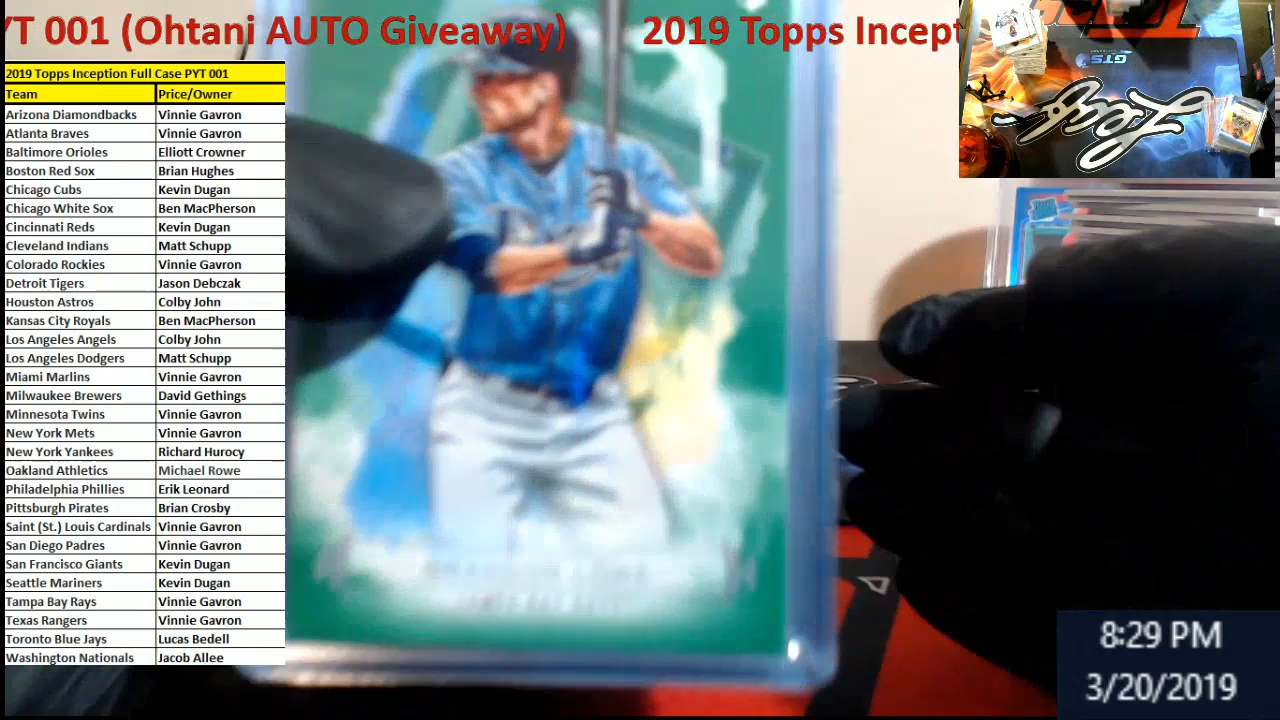 YT 001 (Ohtani AUTO Giveaway) 2019 Topps Incept
2019 Topps Inception Full Case PYT 001
Team Price/Owner
Arizona Diamondbacks Vinnie Gavron
Atlanta Braves Vinnie Gavron
Baltimore Orioles Elliott Crowner
Boston Red Sox Brian Hughes
Chicago Cubs Kevin Dugan
Chicago White Sox Ben MacPherson
Cincinnati Reds Kevin Dugan
Cleveland Indians Matt Schupp
Colorado Rockies Vinnie Gavron
Detroit Tigers Jason Debczak
Houston Astros Colby John
Kansas City Royals Ben MacPherson
Los Angeles Angels Colby John
Los Angeles Dodgers Matt Schupp
Miami Marlins Vinnie Gavron
Milwaukee Brewers David Gethings
Minnesota Twins Vinnie Gavron
New York Mets Vinnie Gavron
New York Yankees Richard Hurocy
Oakland Athletics Michael Rowe
Philadelphia Phillies Erik Leonard
Pittsburgh Pirates Brian Crosby
Saint (St.) Louis Cardinals Vinnie Gavron
San Diego Padres Vinnie Gavron
San Francisco Giants Kevin Dugan
Seattle Mariners Kevin Dugan
Tampa Bay Rays Vinnie Gavron
Texas Rangers Vinnie Gavron
Toronto Blue Jays Lucas Bedell
Washington Nationals Jacob Allee
GTS
Leaf
8:29 PM
3/20/2019